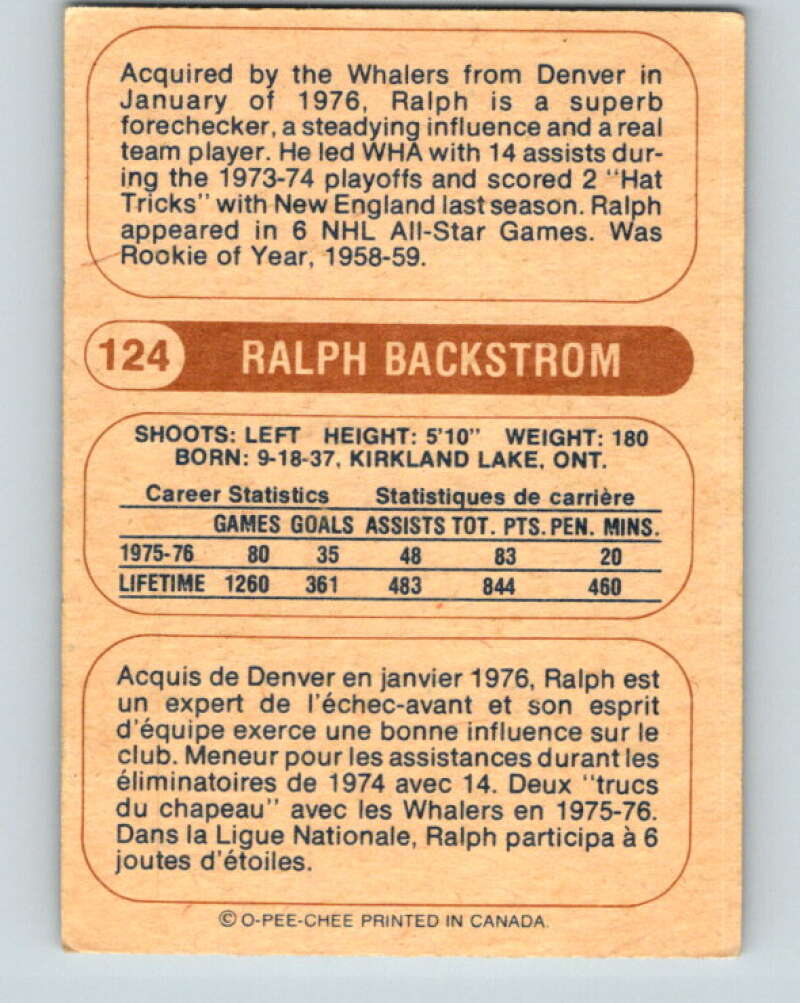 Acquired by the Whalers from Denver in
January of 1976, Ralph is a superb
forechecker, a steadying influence and a real
team player. He led WHA with 14 assists dur-
ing the 1973-74 playoffs and scored 2 "Hat
Tricks" with New England last season. Ralph
appeared in 6 NHL All-Star Games. Was
Rookie of Year, 1958-59.
124 RALPH BACKSTROM
SHOOTS: LEFT HEIGHT: 5'10" WEIGHT: 180
BORN: 9-18-37, KIRKLAND LAKE, ONT.
Career Statistics Statistiques de carrière
GAMES GOALS ASSISTS TOT. PTS. PEN. MINS.
1975-76 80 35 48 83 20
LIFETIME 1260 361 483 844 460
Acquis de Denver en janvier 1976, Ralph est
un expert de l'échec-avant et son esprit
d'équipe exerce une bonne influence sur le
club. Meneur pour les assistances durant les
éliminatoires de 1974 avec 14. Deux "trucs
du chapeau" avec les Whalers en 1975-76.
Dans la Ligue Nationale, Ralph participa à 6
joutes d'étoiles.
© O-PEE-CHEE PRINTED IN CANADA.